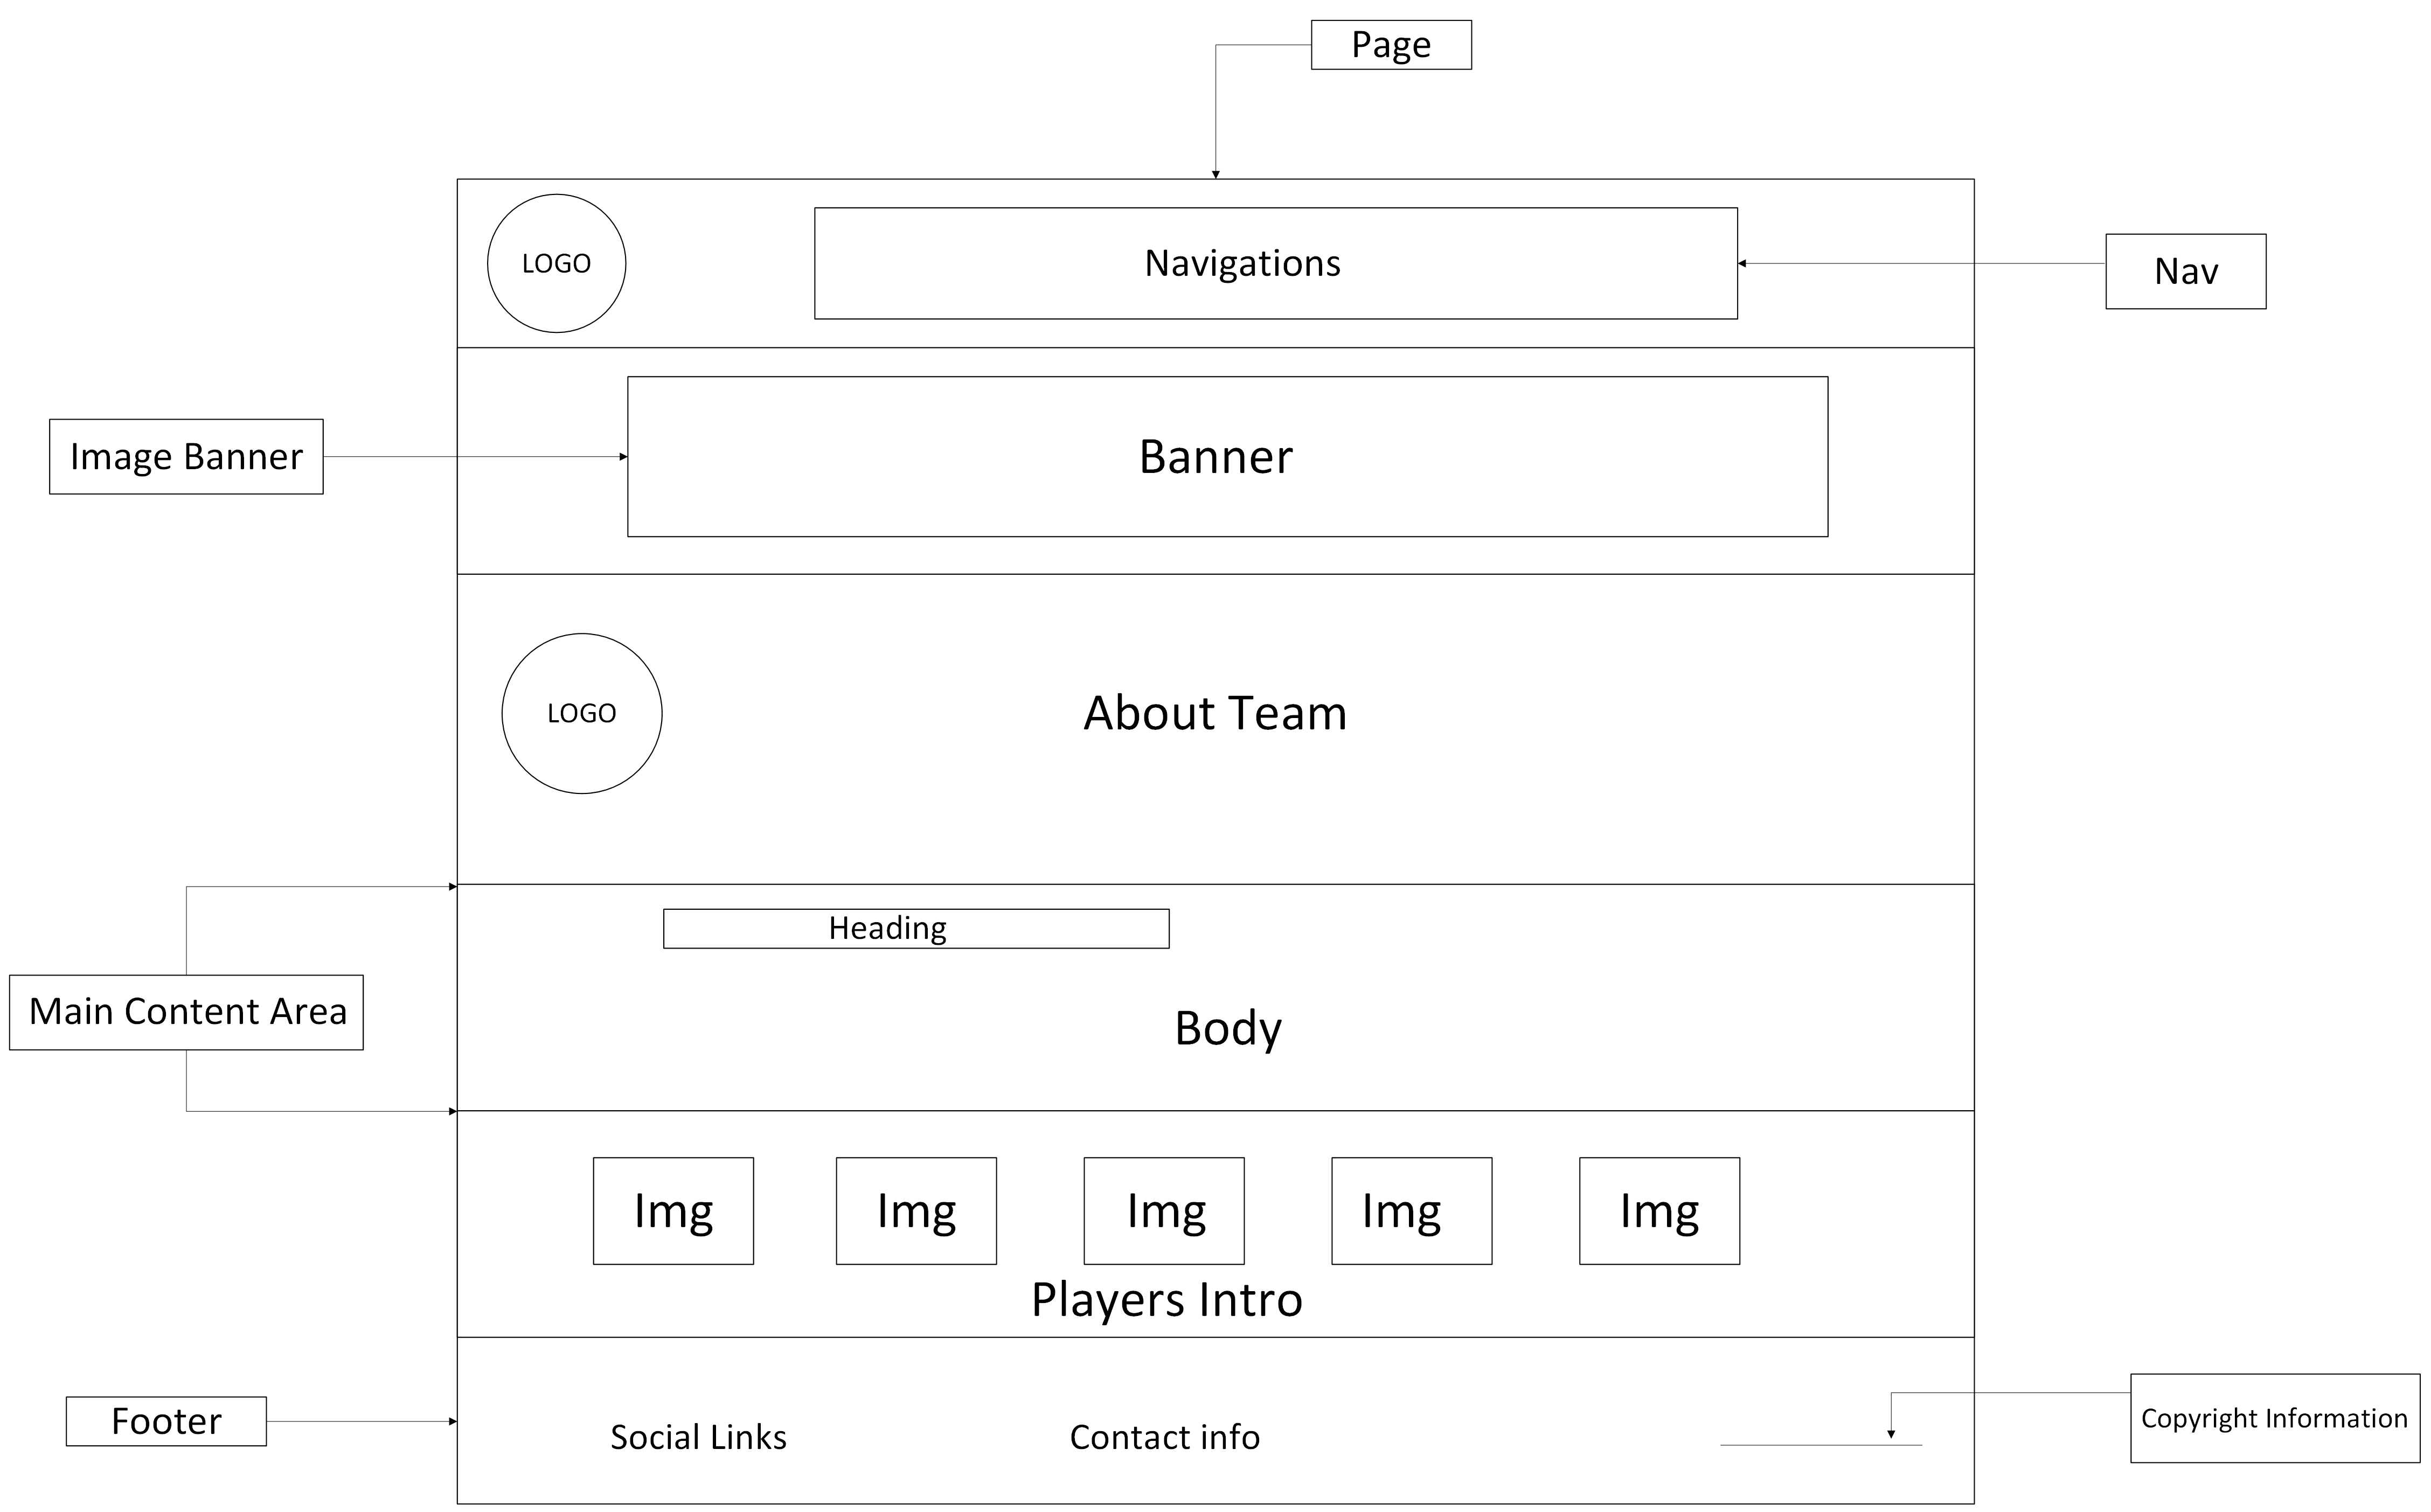 Page
LOGO
Navigations
Nav
Image Banner
Banner
LOGO
About Team
Heading
Main Content Area
Body
Img
Img
Img
Img
Img
Players Intro
Footer
Social Links
Contact info
Copyright Information